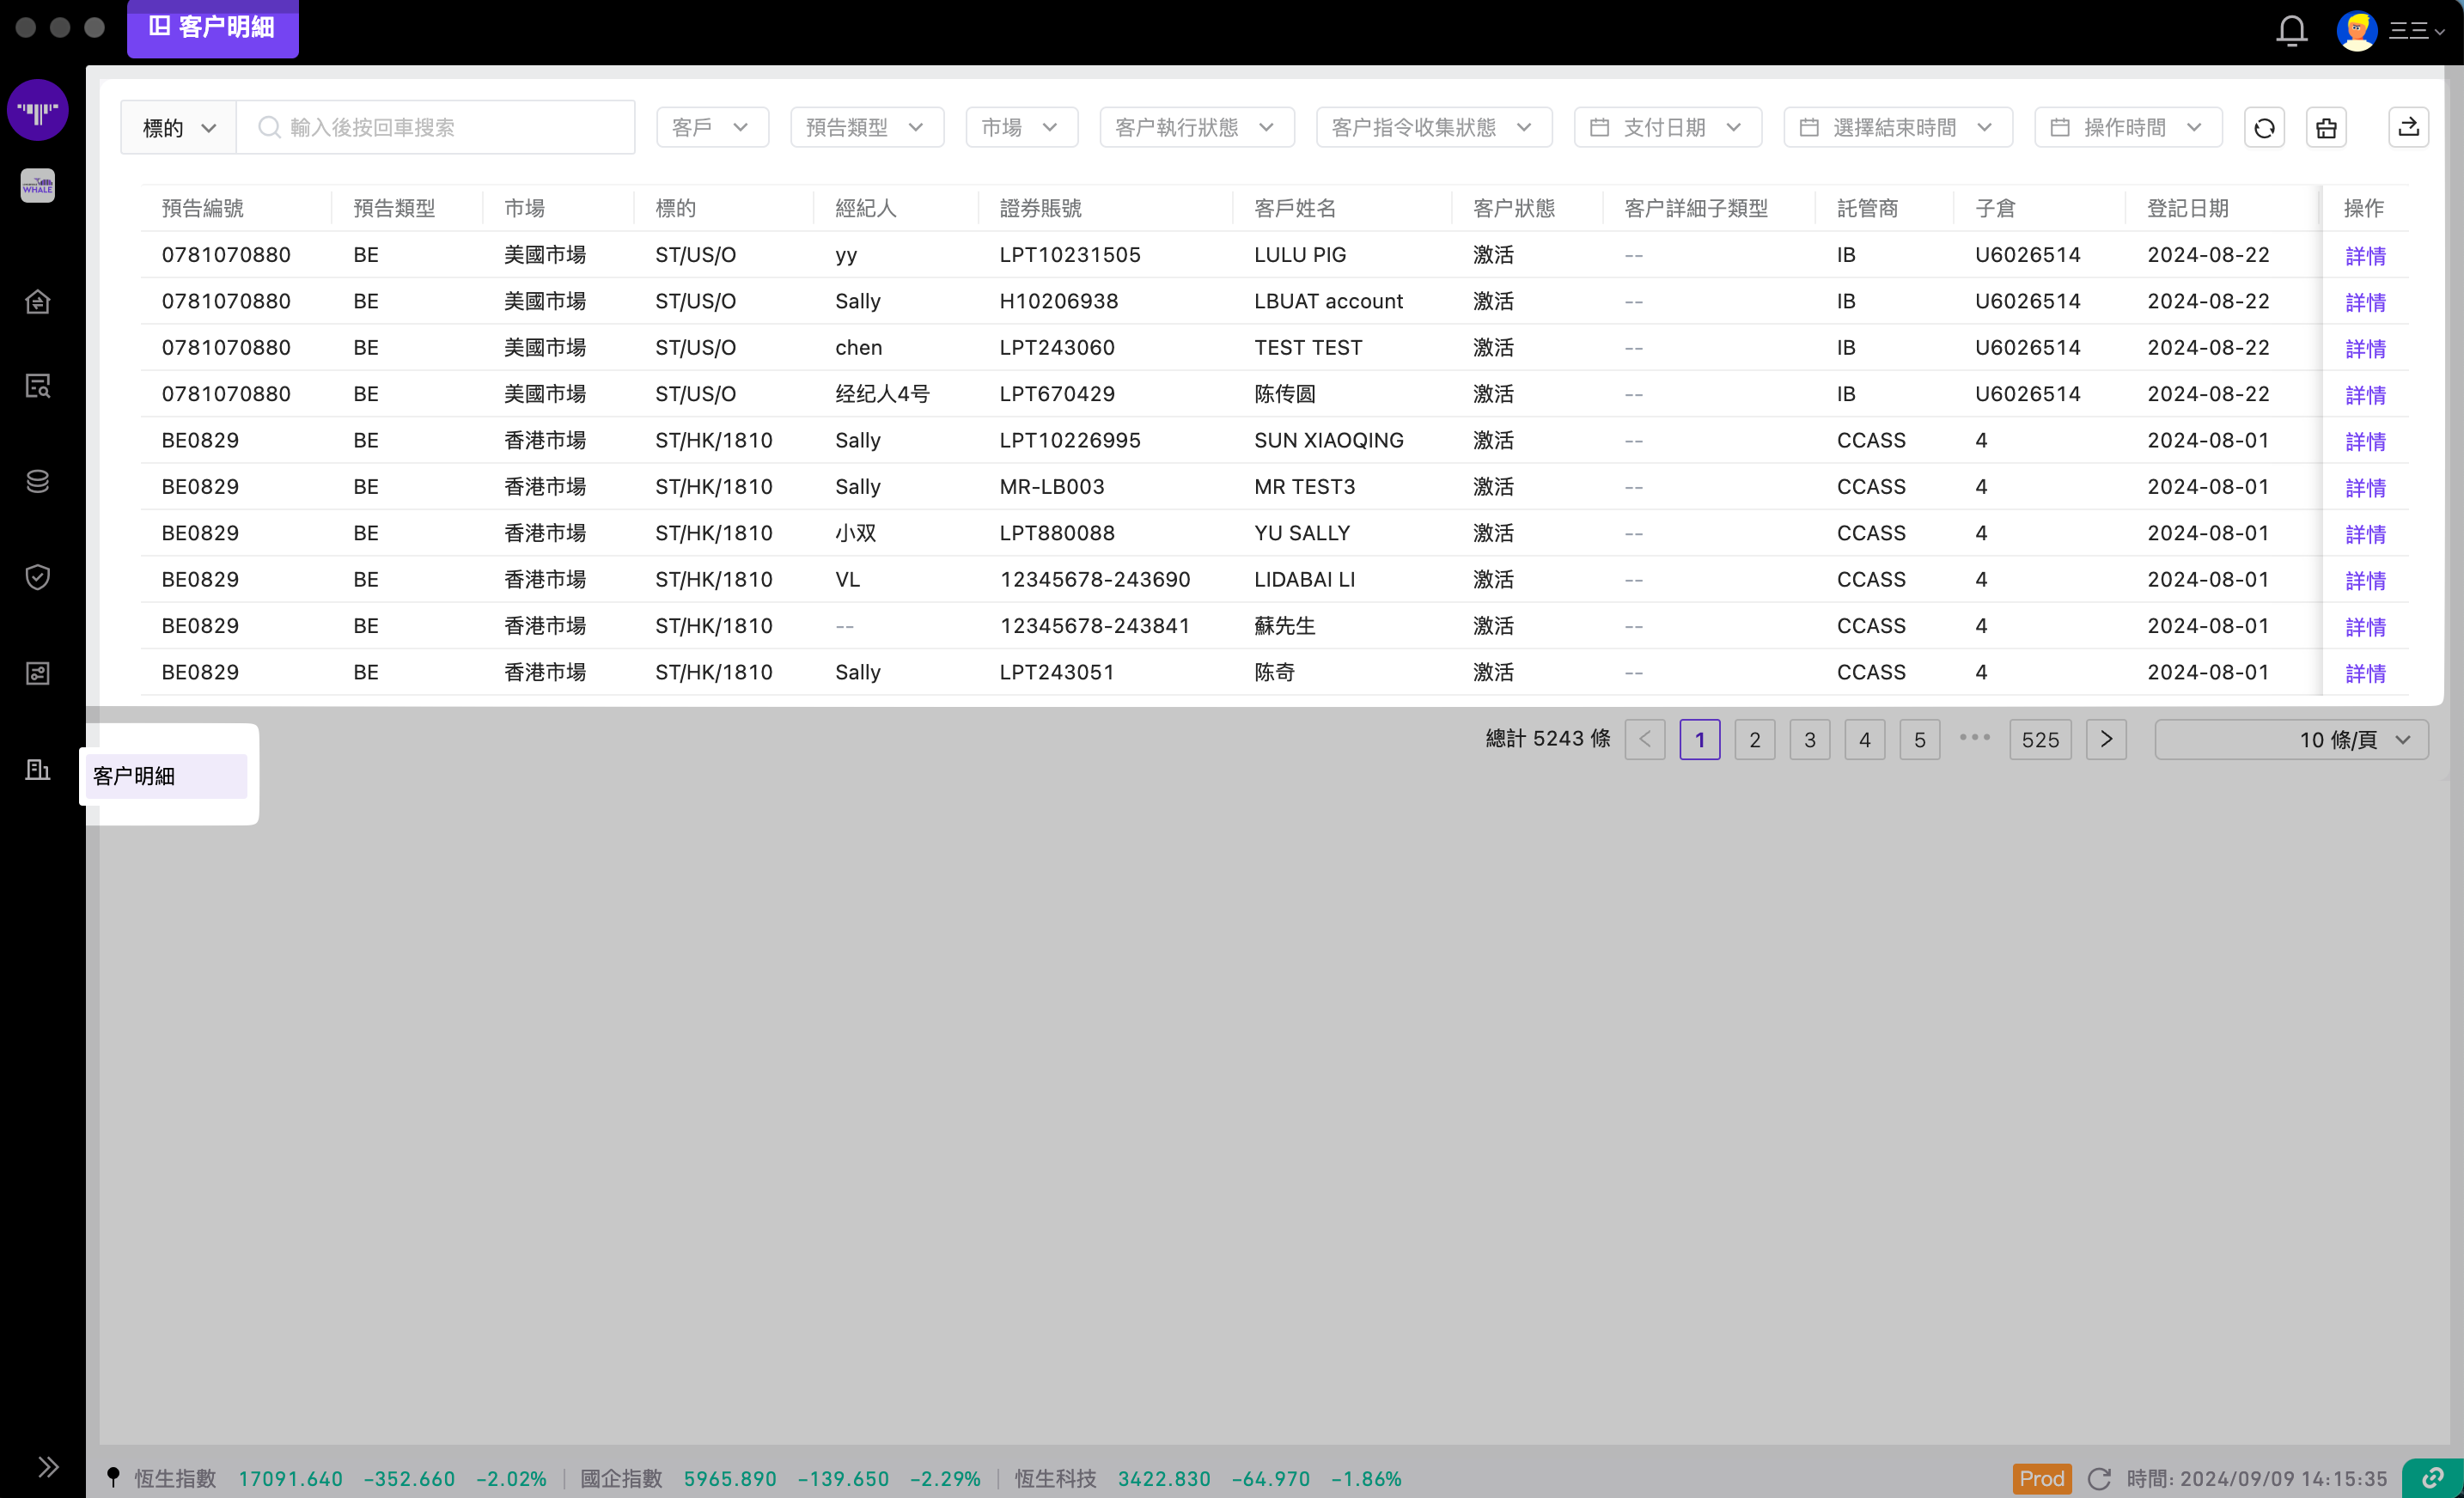 客户明細
三三
WHALE
標的 輸入後按回車搜索 客戶 預告類型 市場 客户執行狀態 客户指令收集狀態 支付日期 選擇結束時間 操作時間
預告編號 預告類型 市場 標的 經紀人 證券賬號 客戶姓名 客户狀態 客户詳細子類型 託管商 子倉 登記日期 操作
0781070880 BE 美國市場 ST/US/O yy LPT10231505 LULU PIG 激活 -- IB U6026514 2024-08-22 詳情
0781070880 BE 美國市場 ST/US/O Sally H10206938 LBUAT account 激活 -- IB U6026514 2024-08-22 詳情
0781070880 BE 美國市場 ST/US/O chen LPT243060 TEST TEST 激活 -- IB U6026514 2024-08-22 詳情
0781070880 BE 美國市場 ST/US/O 经纪人4号 LPT670429 陈传圆 激活 -- IB U6026514 2024-08-22 詳情
BE0829 BE 香港市場 ST/HK/1810 Sally LPT10226995 SUN XIAOQING 激活 -- CCASS 4 2024-08-01 詳情
BE0829 BE 香港市場 ST/HK/1810 Sally MR-LB003 MR TEST3 激活 -- CCASS 4 2024-08-01 詳情
BE0829 BE 香港市場 ST/HK/1810 小双 LPT880088 YU SALLY 激活 -- CCASS 4 2024-08-01 詳情
BE0829 BE 香港市場 ST/HK/1810 VL 12345678-243690 LIDABAI LI 激活 -- CCASS 4 2024-08-01 詳情
BE0829 BE 香港市場 ST/HK/1810 -- 12345678-243841 蘇先生 激活 -- CCASS 4 2024-08-01 詳情
BE0829 BE 香港市場 ST/HK/1810 Sally LPT243051 陈奇 激活 -- CCASS 4 2024-08-01 詳情
總計 5243 條 1 2 3 4 5 ••• 525 10 條/頁
客户明細
恆生指數 17091.640 -352.660 -2.02% 國企指數 5965.890 -139.650 -2.29% 恆生科技 3422.830 -64.970 -1.86% Prod 時間: 2024/09/09 14:15:35